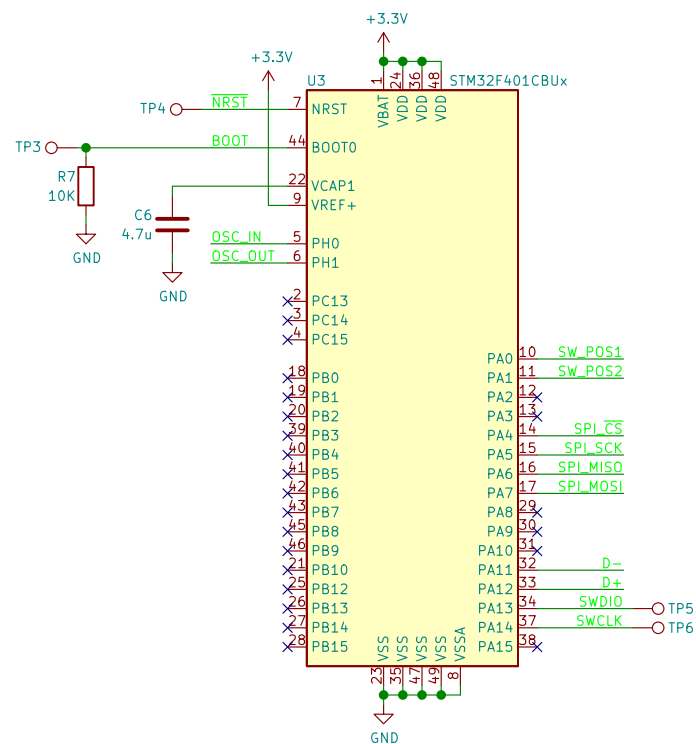 +3.3V
+3.3V
U3
STM32F401CBUx
1
24
36
48
VBAT
VDD
VDD
VDD
TP4
NRST
7
NRST
TP3
BOOT
44
BOOT0
R7
10K
GND
22
VCAP1
9
VREF+
C6
4.7u
GND
OSC_IN
5
PH0
OSC_OUT
6
PH1
2
PC13
3
PC14
4
PC15
PA0
10
SW_POS1
18
PB0
PA1
11
SW_POS2
19
PB1
PA2
12
20
PB2
PA3
13
39
PB3
PA4
14
SPI_CS
40
PB4
PA5
15
SPI_SCK
41
PB5
PA6
16
SPI_MISO
42
PB6
PA7
17
SPI_MOSI
43
PB7
PA8
29
45
PB8
PA9
30
46
PB9
PA10
31
21
PB10
PA11
32
D-
25
PB12
PA12
33
D+
26
PB13
PA13
34
SWDIO
TP5
27
PB14
PA14
37
SWCLK
TP6
28
PB15
PA15
38
VSS
VSS
VSS
VSS
VSSA
23
35
47
49
8
GND